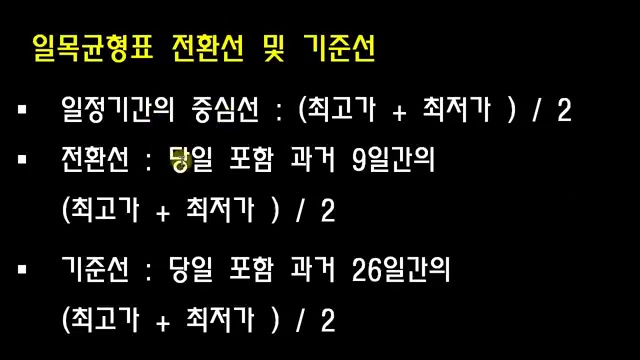 일목균형표 전환선 및 기준선
▪ 일정기간의 중심선 : (최고가 + 최저가 ) / 2
▪ 전환선 : 당일 포함 과거 9일간의
(최고가 + 최저가 ) / 2
▪ 기준선 : 당일 포함 과거 26일간의
(최고가 + 최저가 ) / 2